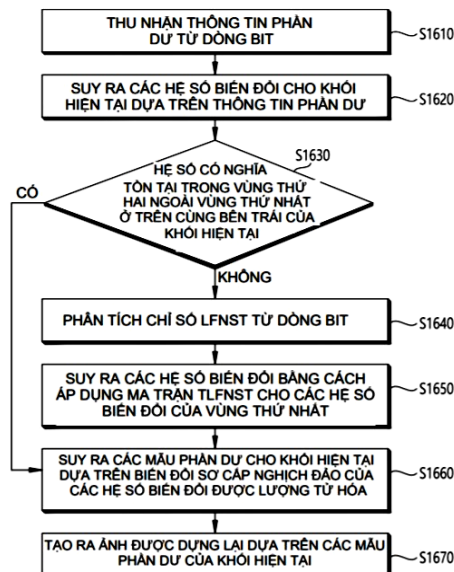 THU NHẬN THÔNG TIN PHẦN
DƯ TỪ DÒNG BIT
S1610
SUY RA CÁC HỆ SỐ BIẾN ĐỔI CHO KHỐI
HIỆN TẠI DỰA TRÊN THÔNG TIN PHẦN DƯ
S1620
S1630
HỆ SỐ CÓ NGHĨA
TỒN TẠI TRONG VÙNG THỨ
HAI NGOÀI VÙNG THỨ NHẤT
Ở TRÊN CÙNG BÊN TRÁI CỦA
KHỐI HIỆN TẠI
CÓ
KHÔNG
PHÂN TÍCH CHỈ SỐ LFNST TỪ DÒNG BIT
S1640
SUY RA CÁC HỆ SỐ BIẾN ĐỔI BẰNG CÁCH
ÁP DỤNG MA TRẬN TLFNST CHO CÁC HỆ SỐ
BIẾN ĐỔI CỦA VÙNG THỨ NHẤT
S1650
SUY RA CÁC MẪU PHẦN DƯ CHO KHỐI HIỆN TẠI
DỰA TRÊN BIẾN ĐỔI SƠ CẤP NGHỊCH ĐẢO CỦA
CÁC HỆ SỐ BIẾN ĐỔI ĐƯỢC LƯỢNG TỬ HÓA
S1660
TẠO RA ẢNH ĐƯỢC DỰNG LẠI DỰA TRÊN CÁC MẪU
PHẦN DƯ CỦA KHỐI HIỆN TẠI
S1670